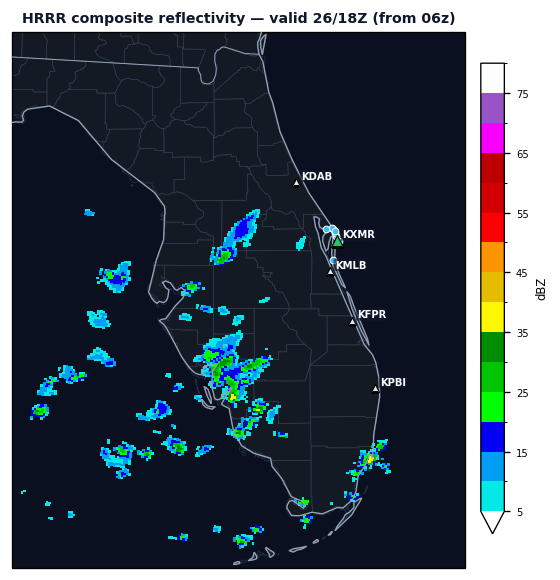 HRRR composite reflectivity — valid 26/18Z (from 06z)
KDAB
KXMR
KMLB
KFPR
KPBI
75
65
55
45
35
25
15
5
dBZ